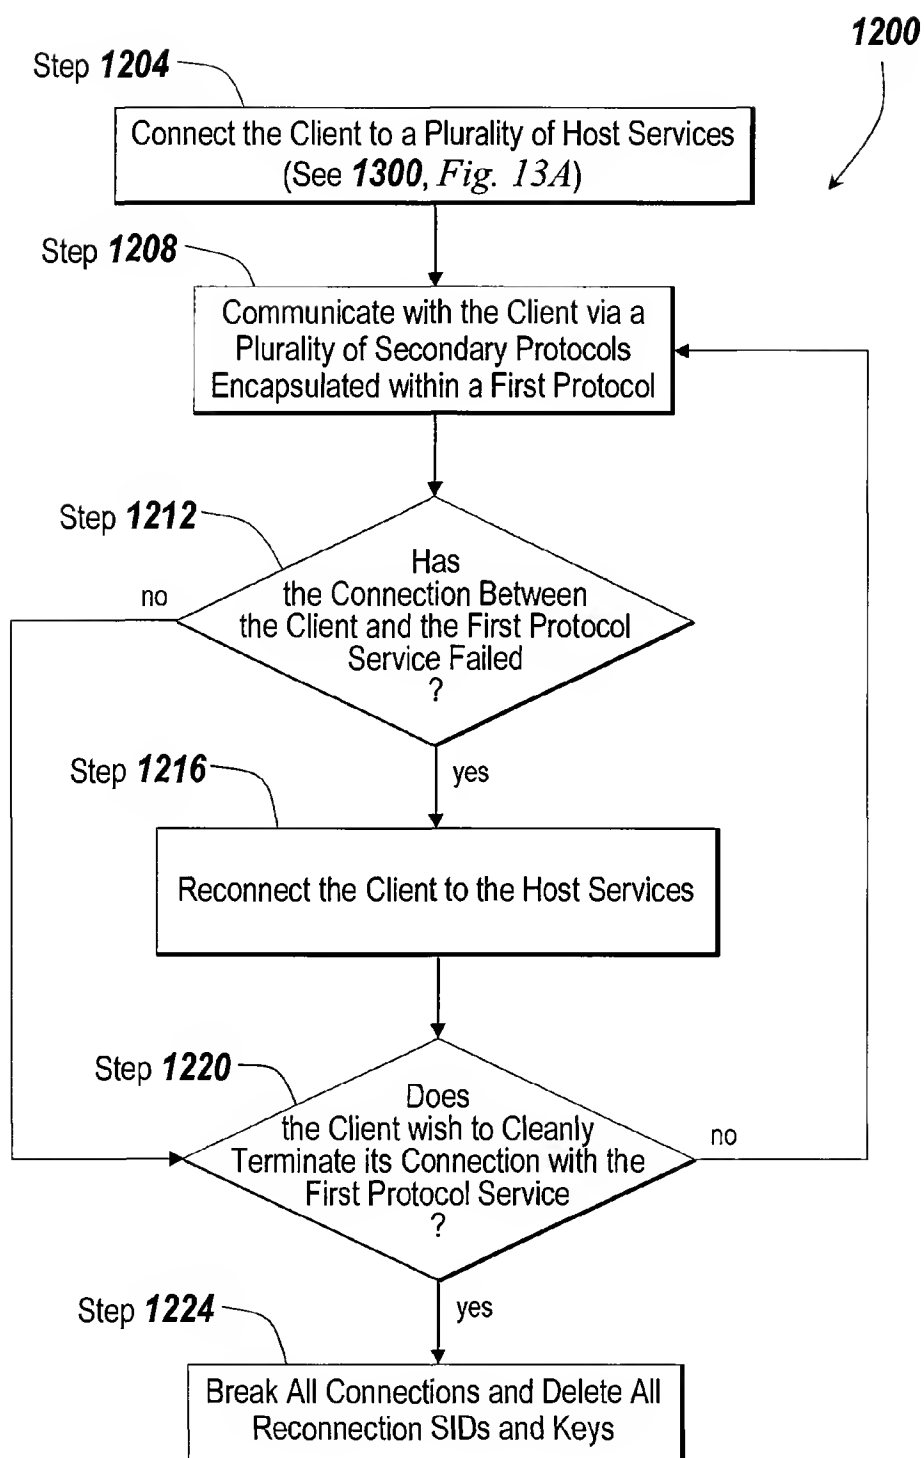 1200
Step 1204
Connect the Client to a Plurality of Host Services
(See 1300, Fig. 13A)
Step 1208
Communicate with the Client via a
Plurality of Secondary Protocols
Encapsulated within a First Protocol
Step 1212
Has
the Connection Between
the Client and the First Protocol
Service Failed
?
no
yes
Step 1216
Reconnect the Client to the Host Services
Step 1220
Does
the Client wish to Cleanly
Terminate its Connection with the
First Protocol Service
?
no
yes
Step 1224
Break All Connections and Delete All
Reconnection SIDs and Keys